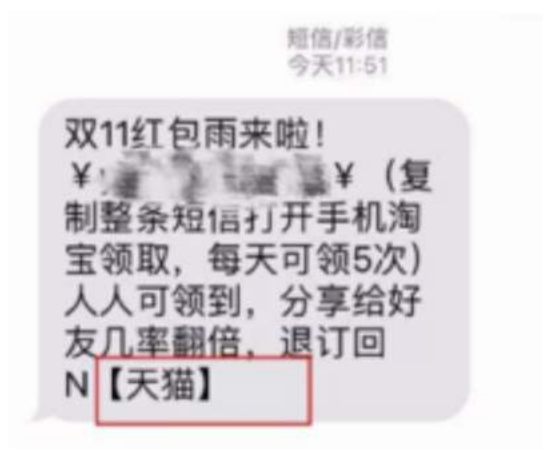 短信/彩信
今天11:51
双11红包雨来啦！
￥ ￥（复
制整条短信打开手机淘
宝领取，每天可领5次）
人人可领到，分享给好
友几率翻倍，退订回
N【天猫】